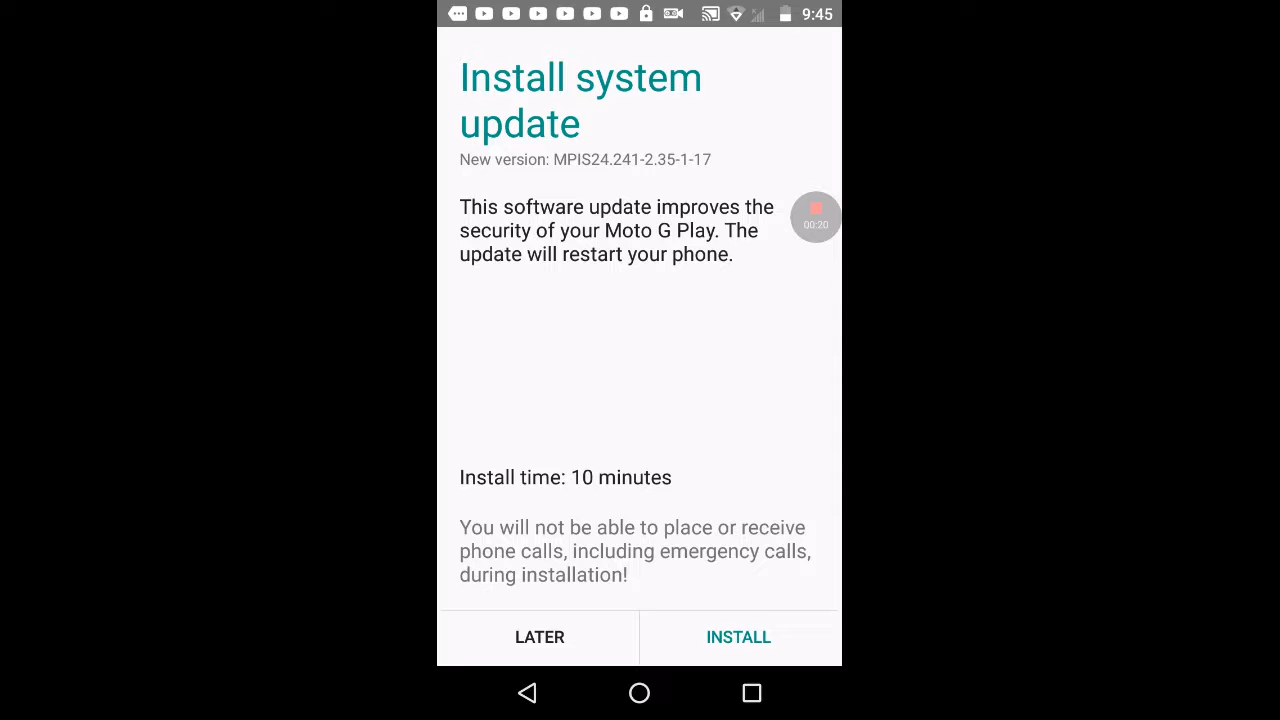 9:45
Install system
update
New version: MPIS24.241-2.35-1-17
This software update improves the
security of your Moto G Play. The
update will restart your phone.
00:20
Install time: 10 minutes
You will not be able to place or receive
phone calls, including emergency calls,
during installation!
LATER
INSTALL